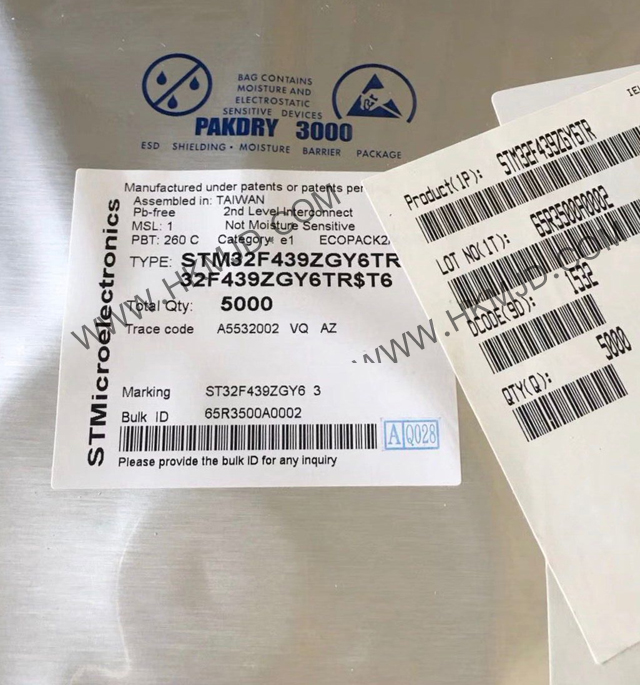 BAG CONTAINS
MOISTURE AND
ELECTROSTATIC
SENSITIVE DEVICES
PAKDRY 3000
ESD SHIELDING • MOISTURE BARRIER PACKAGE
STMicroelectronics
Manufactured under patents or patents per
Assembled in: TAIWAN
Pb-free 2nd Level Interconnect
MSL: 1 Not Moisture Sensitive
PBT: 260 C Category: e1 ECOPACK2/
TYPE: STM32F439ZGY6TR
32F439ZGY6TR$T6
Total Qty: 5000
Trace code A5532002 VQ AZ
Marking ST32F439ZGY6 3
Bulk ID 65R3500A0002
A Q028
Please provide the bulk ID for any inquiry
Product(1P): STM32F439ZGY6TR
LOT NO(1T): 65R3500A0002
DCODE(9D): 1532
QTY(Q): 5000
WWW.HKMJD.COM
WWW.HKMJD